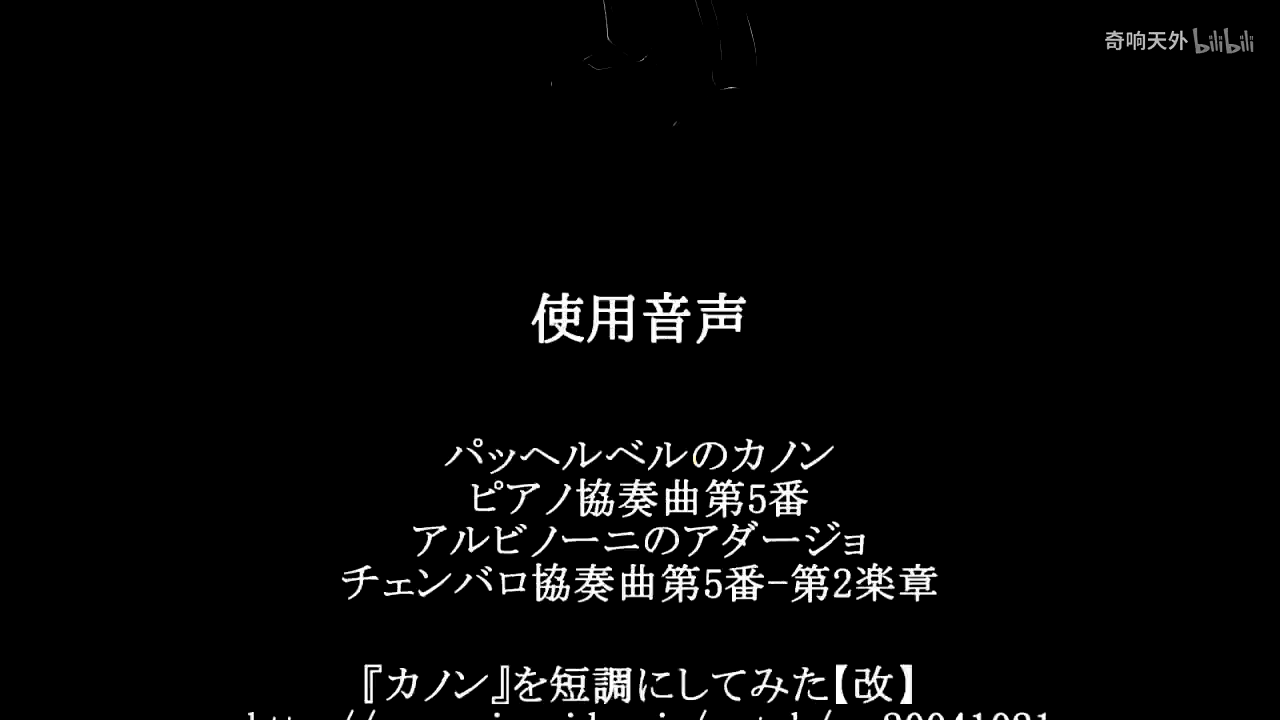 奇响天外 bilibili
使用音声
パッヘルベルのカノン
ピアノ協奏曲第5番
アルビノーニのアダージョ
チェンバロ協奏曲第5番-第2楽章
『カノン』を短調にしてみた【改】